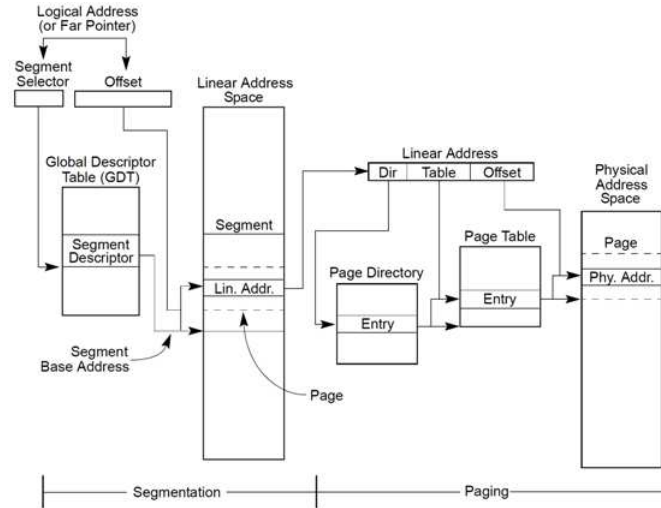 Logical Address
(or Far Pointer)
Segment
Selector
Offset
Linear Address
Space
Global Descriptor
Table (GDT)
Segment
Descriptor
Segment
Lin. Addr.
Segment
Base Address
Page
Linear Address
Dir
Table
Offset
Page Directory
Entry
Page Table
Entry
Physical
Address
Space
Page
Phy. Addr.
Segmentation
Paging